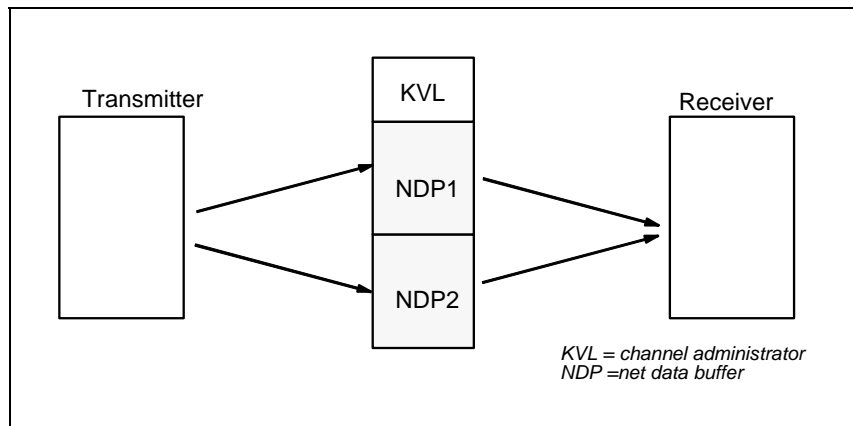 KVL
Transmitter
Receiver
NDP1
NDP2
KVL = channel administrator
NDP =net data buffer